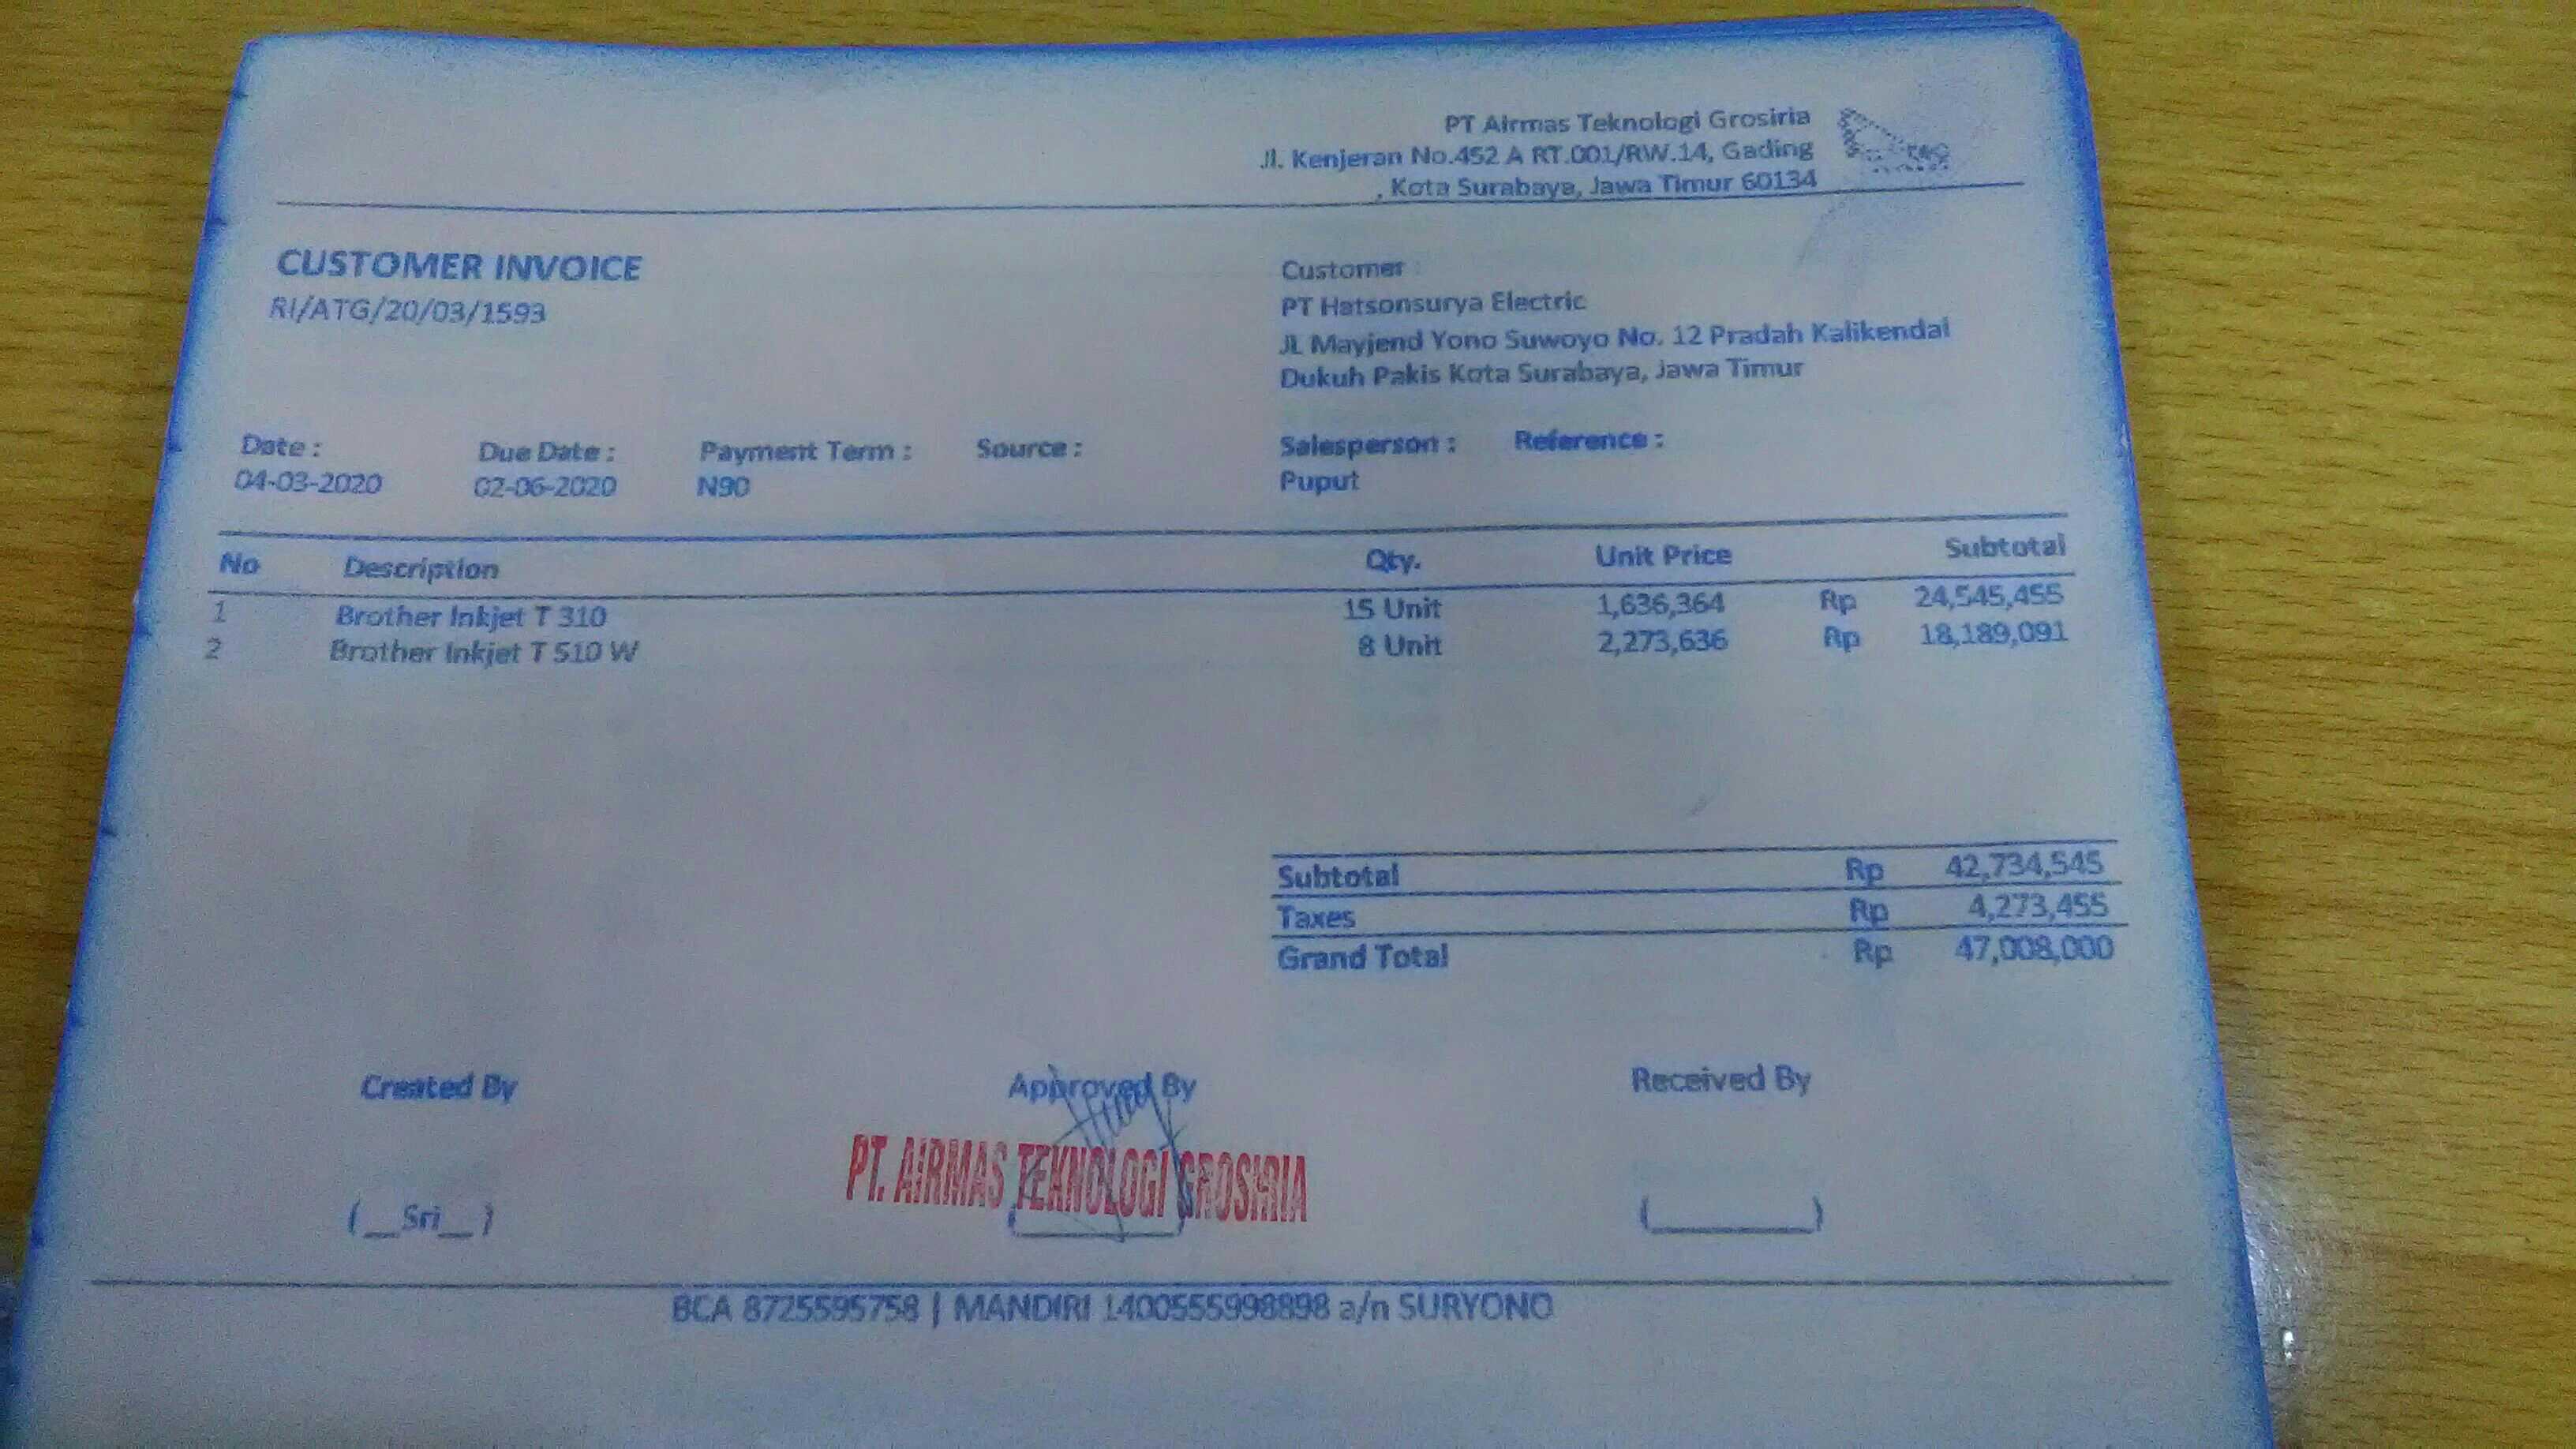 PT Airmas Teknologi Grosiria
Jl. Kenjeran No.452 A RT.001/RW.14, Gading
, Kota Surabaya, Jawa Timur 60134
CUSTOMER INVOICE
RI/ATG/20/03/1593
Customer :
PT Hatsonsurya Electric
JL Mayjend Yono Suwoyo No. 12 Pradah Kalikendal
Dukuh Pakis Kota Surabaya, Jawa Timur
Date : Due Date : Payment Term : Source : Salesperson : Reference :
04-03-2020 02-06-2020 N90 Puput
No Description Qty. Unit Price Subtotal
1 Brother Inkjet T 310 15 Unit 1,636,364 Rp 24,545,455
2 Brother Inkjet T 510 W 8 Unit 2,273,636 Rp 18,189,091
Subtotal Rp 42,734,545
Taxes Rp 4,273,455
Grand Total Rp 47,008,000
Created By Approved By Received By
PT. AIRMAS TEKNOLOGI GROSIRIA
(__Sri__) (________) (________)
BCA 8725595758 | MANDIRI 1400555998898 a/n SURYONO